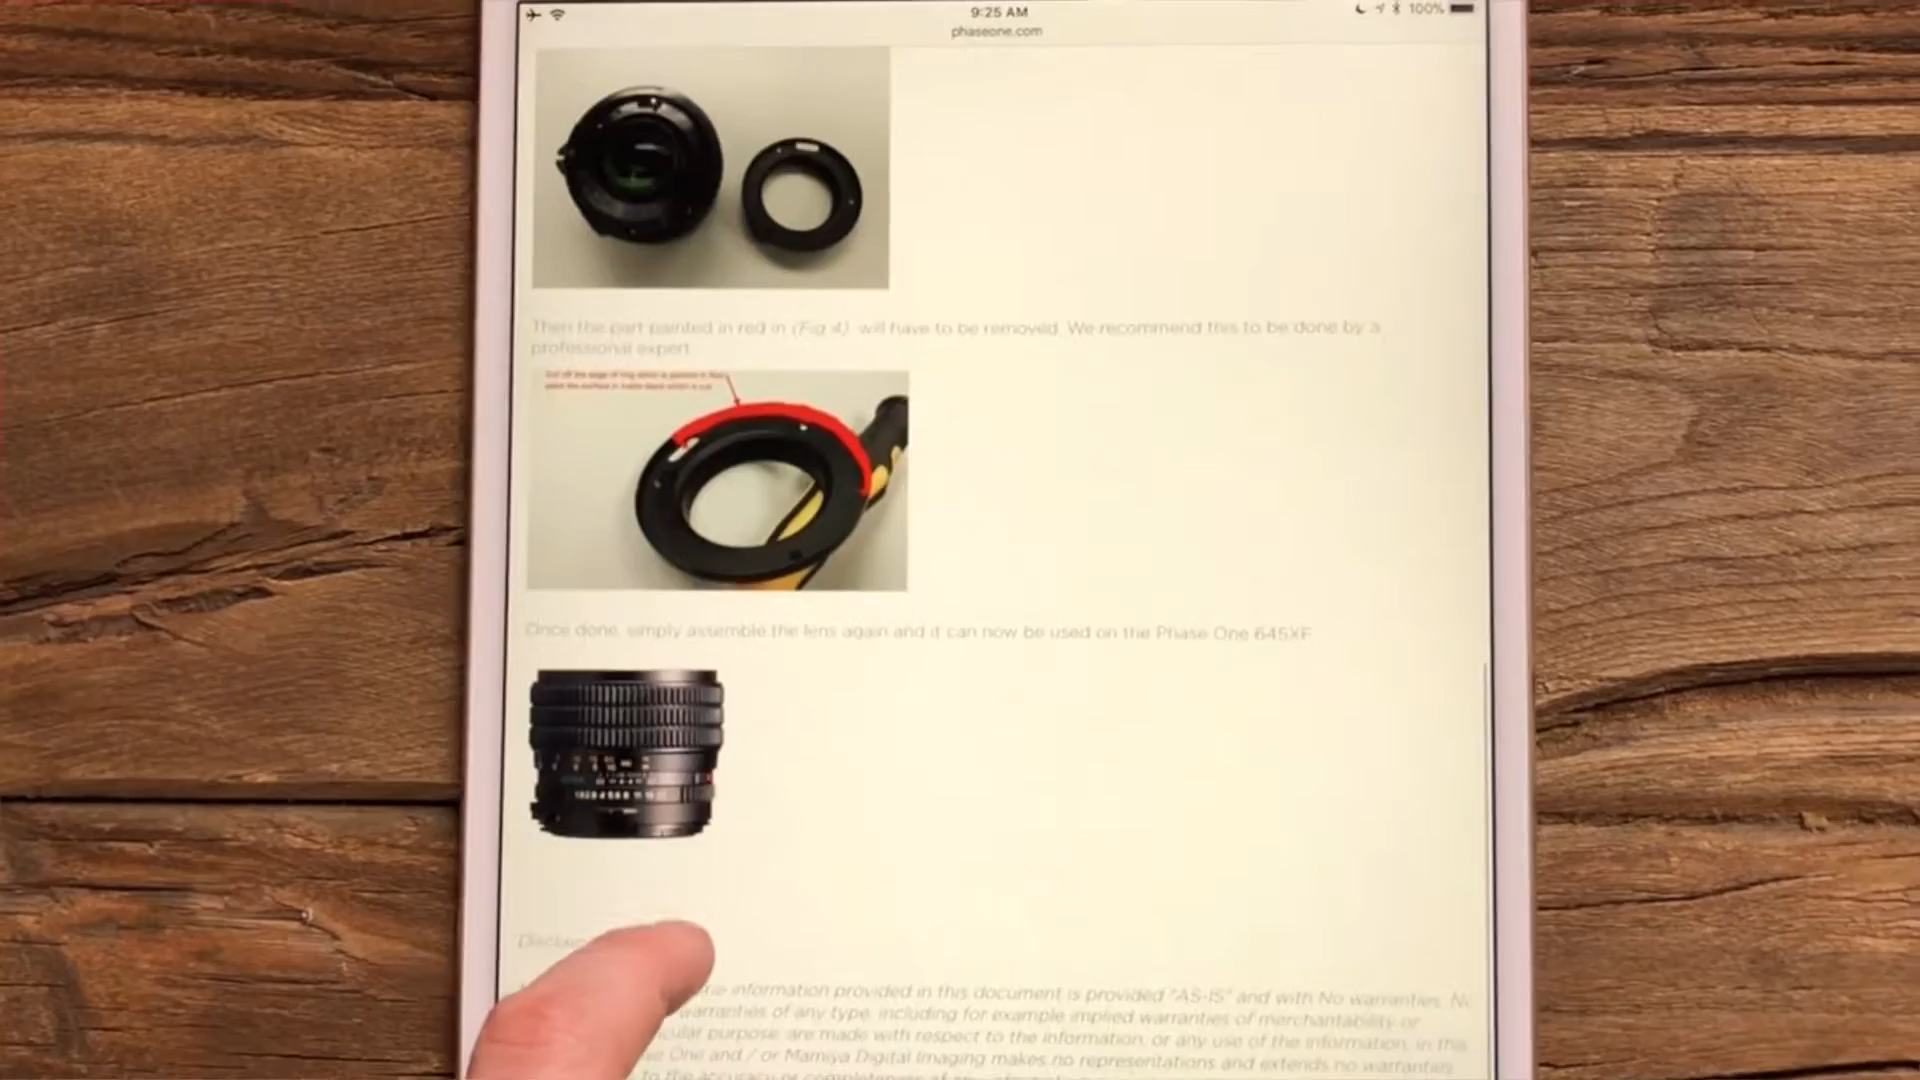 9:25 AM
100%
phaseone.com
Then the part painted in red in (Fig 4) will have to be removed. We recommend this to be done by a
professional expert
Once done, simply assemble the lens again and it can now be used on the Phase One 645XF
information provided in this document is provided "AS-IS" and with No warranties. No
warranties of any type, including for example implied warranties of merchantability or
purpose, are made with respect to the information, or any use of the information, in this
One and / or Mamiya Digital Imaging makes no representations and extends no warranties
to the accuracy or completeness of